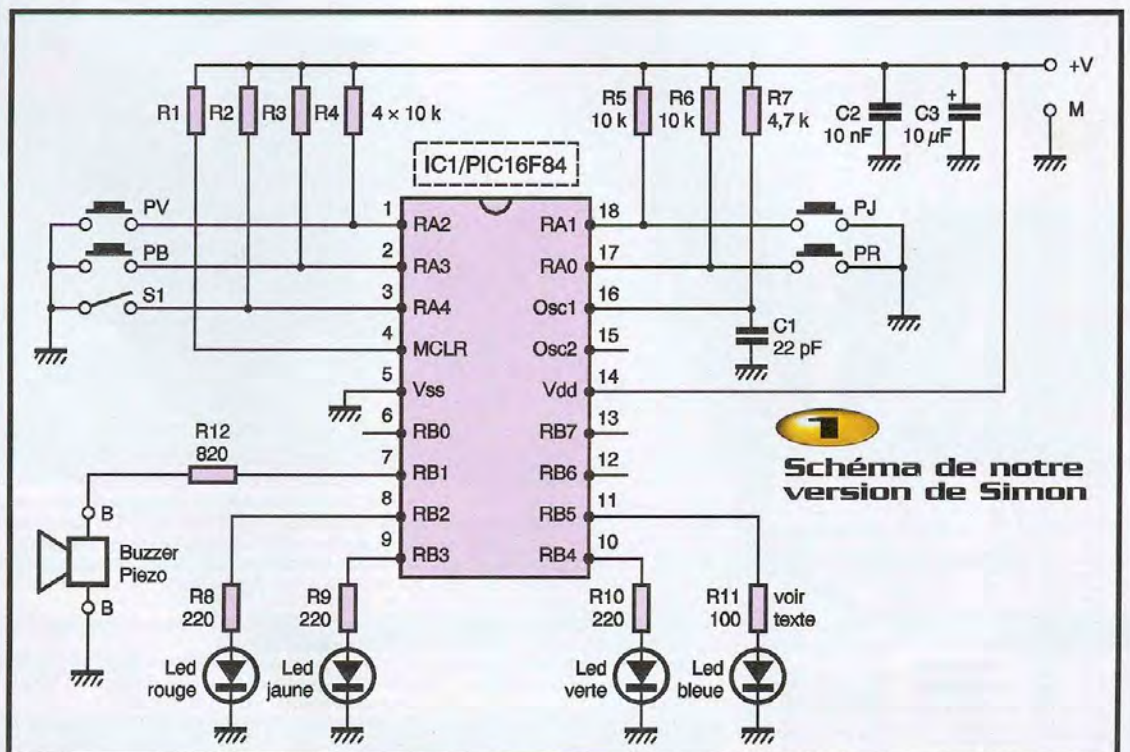 R1 R2 R3 R4 4 × 10 k
R5
10 k
R6
10 k
R7
4,7 k
C2
10 nF
C3
10 µF
+
+V
M
IC1/PIC16F84
PV
PB
S1
1 RA2
2 RA3
3 RA4
4 MCLR
5 Vss
6 RB0
7 RB1
8 RB2
9 RB3
RA1 18
RA0 17
Osc1 16
Osc2 15
Vdd 14
RB7 13
RB6 12
RB5 11
RB4 10
PJ
PR
C1
22 pF
R12
820
B
Buzzer
Piezo
B
R8
220
Led
rouge
R9
220
Led
jaune
R10
220
Led
verte
R11
100
voir
texte
Led
bleue
1
Schéma de notre
version de Simon